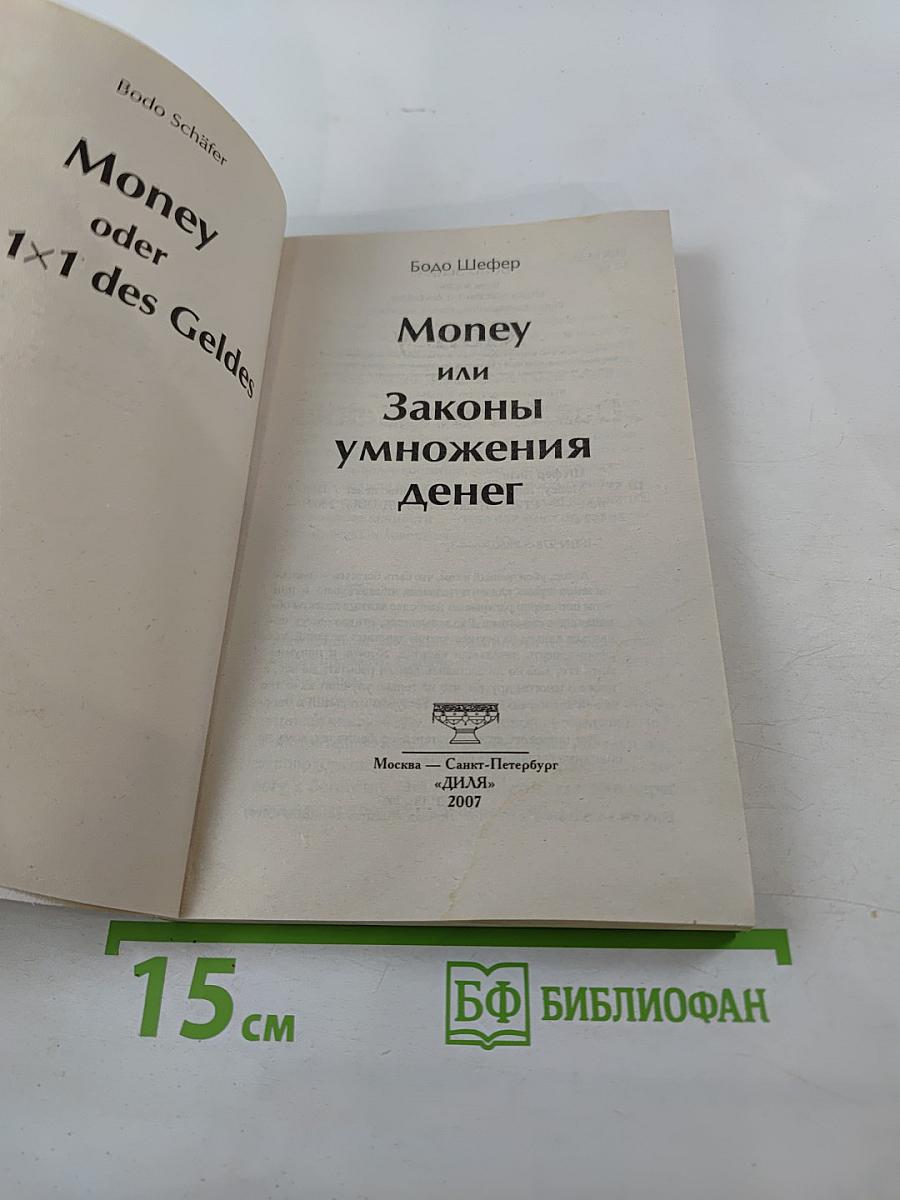 Bodo Schäfer
Money
oder
1×1 des Geldes
Бодо Шефер
Money
или
Законы
умножения
денег
Москва — Санкт-Петербург
«ДИЛЯ»
2007
15 см
БФ БИБЛИОФАН